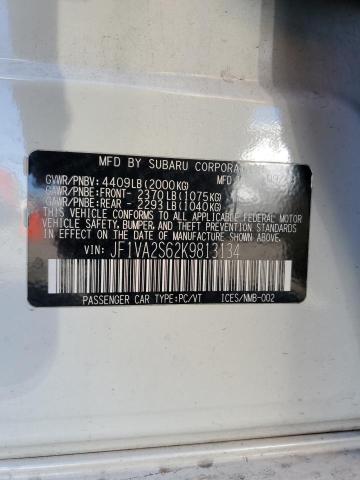 MFD BY SUBARU CORPORAT
GVWR/PNBV: 4409LB(2000KG)
GAWR/PNBE:FRONT- 2370LB(1075KG)
GAWR/PNBE:REAR - 2293LB(1040KG)
THIS VEHICLE CONFORMS TO ALL APPLICABLE FEDERAL MOTOR
VEHICLE SAFETY, BUMPER, AND THEFT PREVENTION STANDARDS
IN EFFECT ON THE DATE OF MANUFACTURE SHOWN ABOVE.
VIN: JF1VA2S62K9813134
PASSENGER CAR TYPE:PC/VT ICES/NMB-002